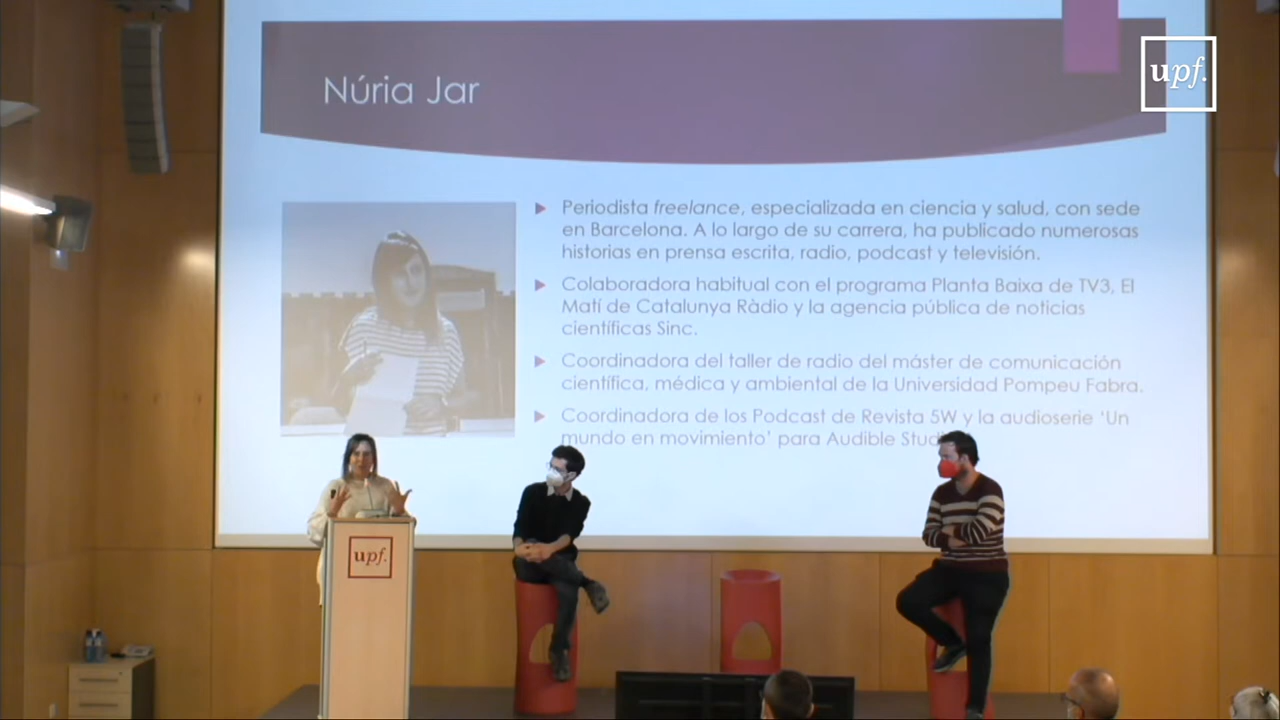 Núria Jar
upf.
Periodista freelance, especializada en ciencia y salud, con sede
en Barcelona. A lo largo de su carrera, ha publicado numerosas
historias en prensa escrita, radio, podcast y televisión.
Colaboradora habitual con el programa Planta Baixa de TV3, El
Matí de Catalunya Ràdio y la agencia pública de noticias
científicas Sinc.
Coordinadora del taller de radio del máster de comunicación
científica, médica y ambiental de la Universidad Pompeu Fabra.
Coordinadora de los Podcast de Revista 5W y la audioserie ‘Un
mundo en movimiento’ para Audible
upf.